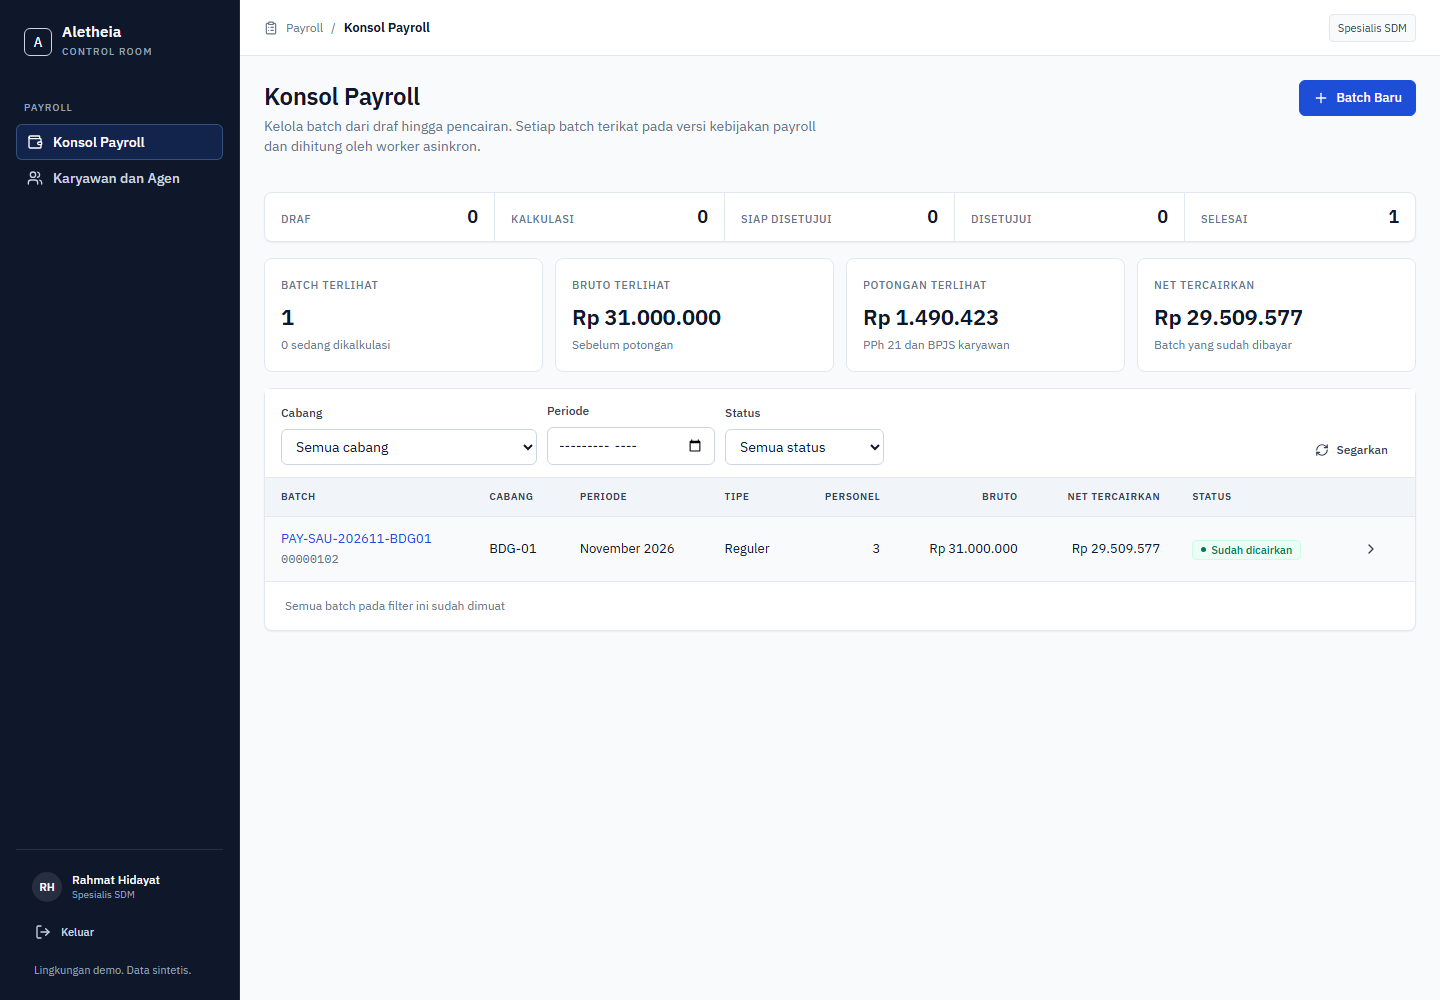 A
Aletheia
CONTROL ROOM
PAYROLL
Konsol Payroll
Karyawan dan Agen
RH
Rahmat Hidayat
Spesialis SDM
Keluar
Lingkungan demo. Data sintetis.
Payroll / Konsol Payroll
Spesialis SDM
Konsol Payroll
Kelola batch dari draf hingga pencairan. Setiap batch terikat pada versi kebijakan payroll
dan dihitung oleh worker asinkron.
Batch Baru
DRAF 0
KALKULASI 0
SIAP DISETUJUI 0
DISETUJUI 0
SELESAI 1
BATCH TERLIHAT
1
0 sedang dikalkulasi
BRUTO TERLIHAT
Rp 31.000.000
Sebelum potongan
POTONGAN TERLIHAT
Rp 1.490.423
PPh 21 dan BPJS karyawan
NET TERCAIRKAN
Rp 29.509.577
Batch yang sudah dibayar
Cabang
Semua cabang
Periode
--------- ----
Status
Semua status
Segarkan
BATCH CABANG PERIODE TIPE PERSONEL BRUTO NET TERCAIRKAN STATUS
PAY-SAU-202611-BDG01
00000102
BDG-01 November 2026 Reguler 3 Rp 31.000.000 Rp 29.509.577 Sudah dicairkan
Semua batch pada filter ini sudah dimuat